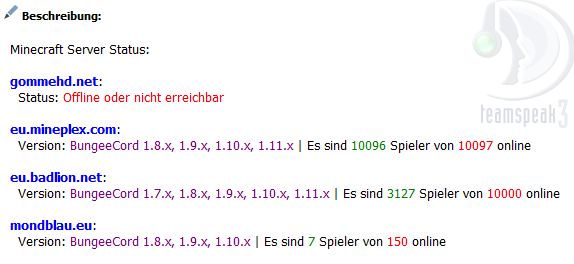 Beschreibung:
Minecraft Server Status:
gommehd.net:
Status: Offline oder nicht erreichbar
eu.mineplex.com:
Version: BungeeCord 1.8.x, 1.9.x, 1.10.x, 1.11.x | Es sind 10096 Spieler von 10097 online
eu.badlion.net:
Version: BungeeCord 1.7.x, 1.8.x, 1.9.x, 1.10.x, 1.11.x | Es sind 3127 Spieler von 10000 online
mondblau.eu:
Version: BungeeCord 1.8.x, 1.9.x, 1.10.x | Es sind 7 Spieler von 150 online
teamspeak3